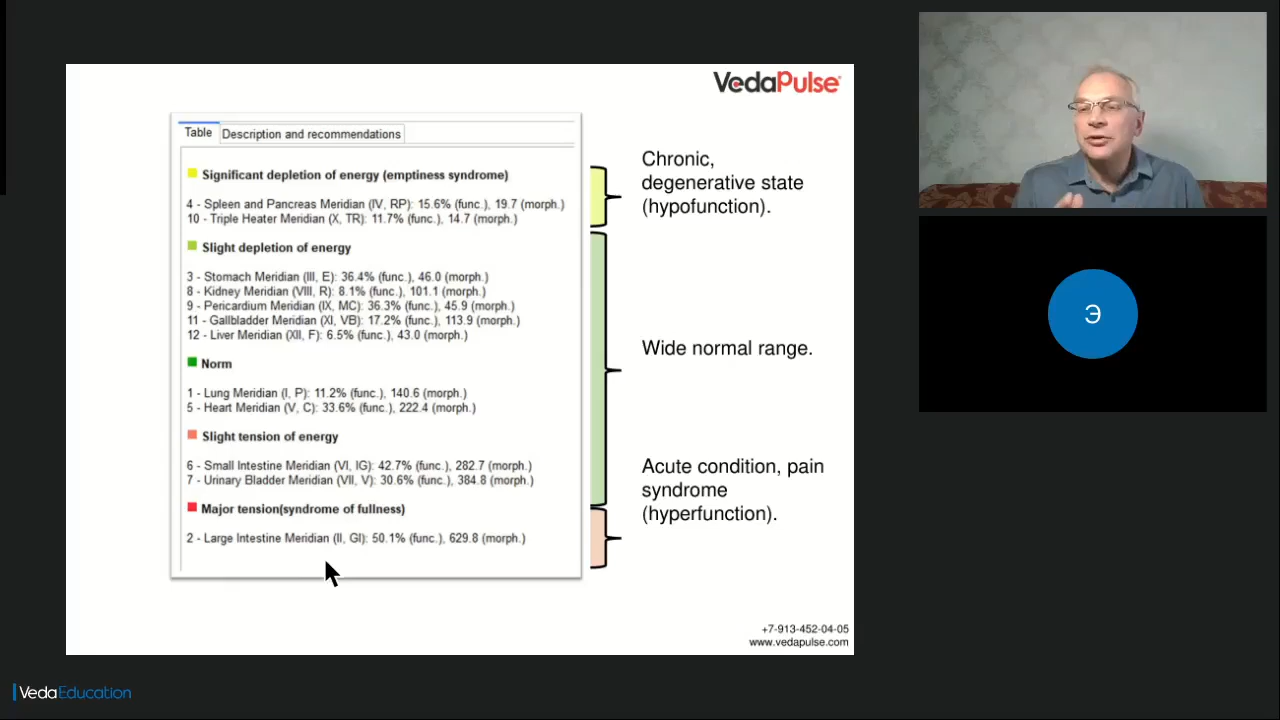 VedaPulse
Table
Description and recommendations
Significant depletion of energy (emptiness syndrome)
4 - Spleen and Pancreas Meridian (IV, RP): 15.6% (func.), 19.7 (morph.)
10 - Triple Heater Meridian (X, TR): 11.7% (func.), 14.7 (morph.)
Slight depletion of energy
3 - Stomach Meridian (III, E): 36.4% (func.), 46.0 (morph.)
8 - Kidney Meridian (VIII, R): 8.1% (func.), 101.1 (morph.)
9 - Pericardium Meridian (IX, MC): 36.3% (func.), 45.9 (morph.)
11 - Gallbladder Meridian (XI, VB): 17.2% (func.), 113.9 (morph.)
12 - Liver Meridian (XII, F): 6.5% (func.), 43.0 (morph.)
Norm
1 - Lung Meridian (I, P): 11.2% (func.), 140.6 (morph.)
5 - Heart Meridian (V, C): 33.6% (func.), 222.4 (morph.)
Slight tension of energy
6 - Small Intestine Meridian (VI, IG): 42.7% (func.), 282.7 (morph.)
7 - Urinary Bladder Meridian (VII, V): 30.6% (func.), 384.8 (morph.)
Major tension(syndrome of fullness)
2 - Large Intestine Meridian (II, GI): 50.1% (func.), 629.8 (morph.)
Chronic,
degenerative state
(hypofunction).
Wide normal range.
Acute condition, pain
syndrome
(hyperfunction).
+7-913-452-04-05
www.vedapulse.com
Э
VedaEducation